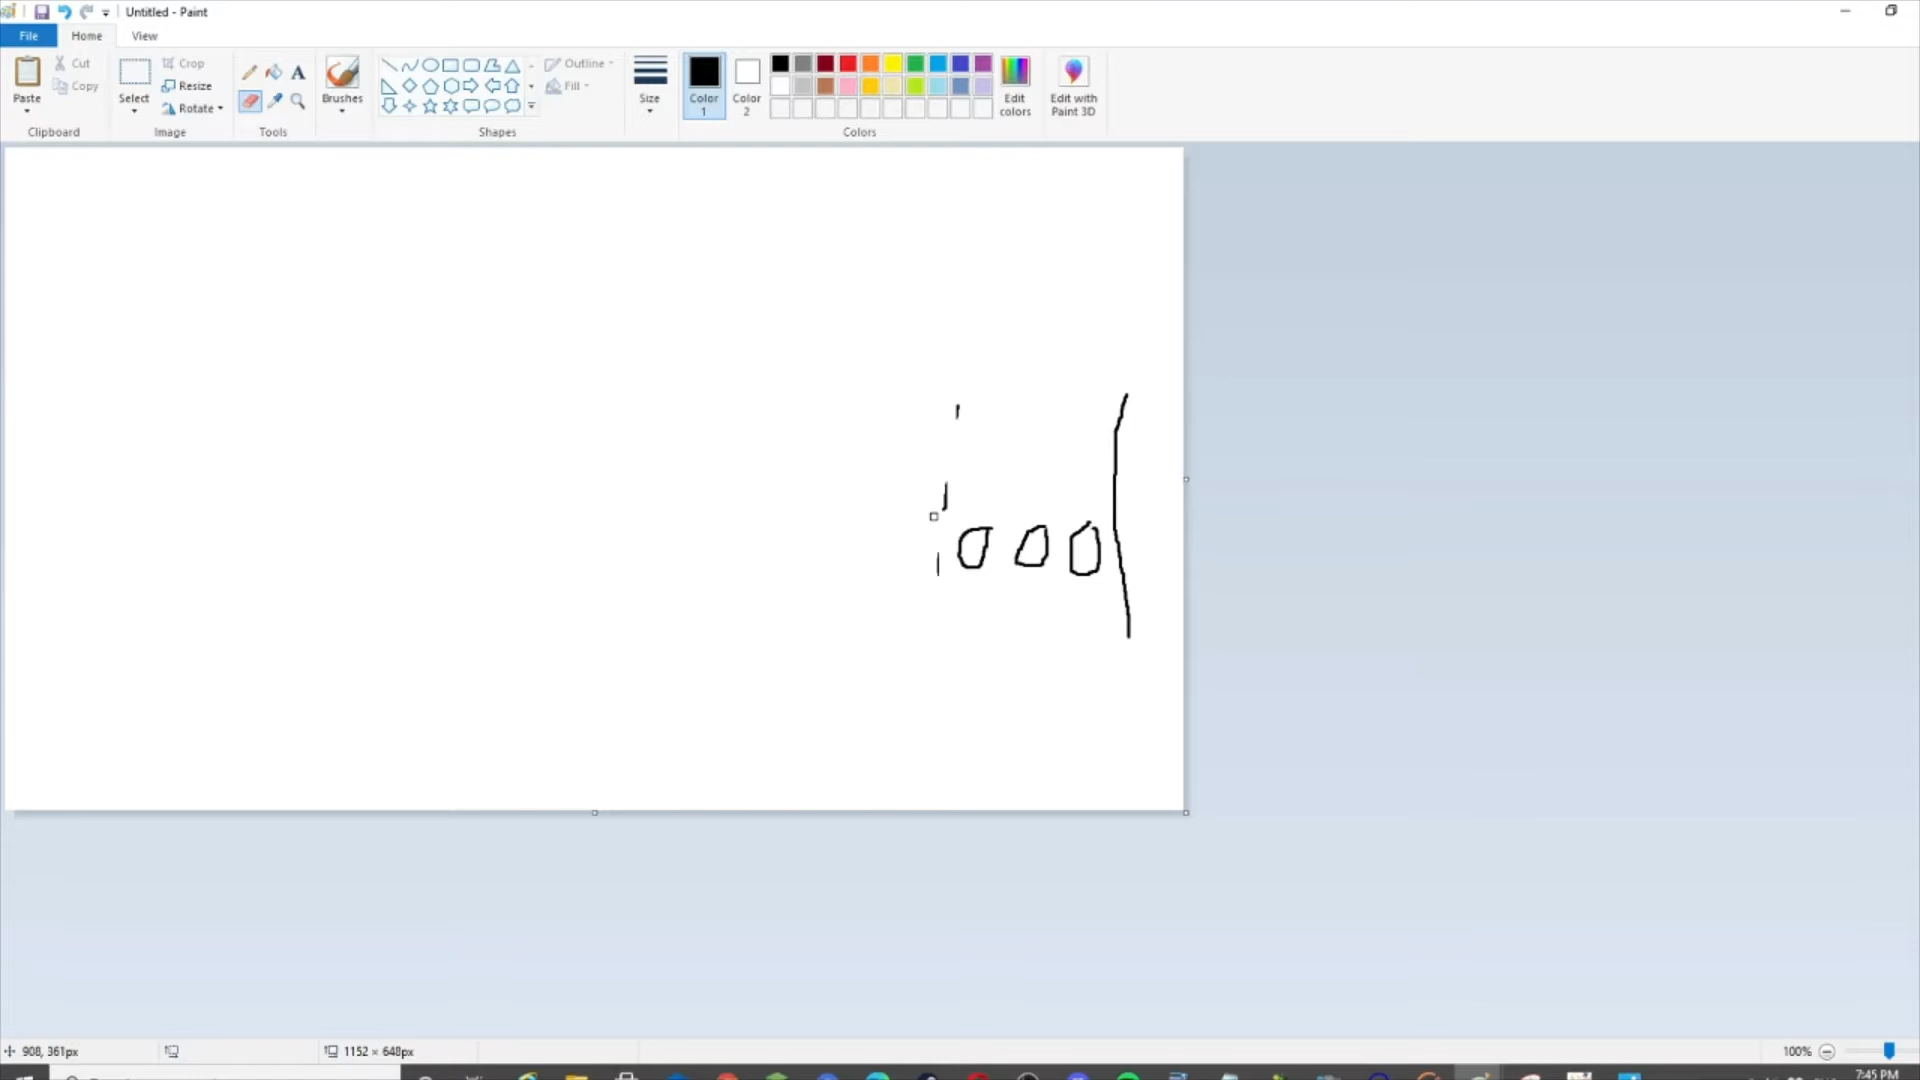 Untitled - Paint
File Home View
Paste
Cut
Copy
Clipboard
Select
Crop
Resize
Rotate
Image
Tools
Brushes
Shapes
Outline
Fill
Size
Color 1
Color 2
Colors
Edit colors
Edit with Paint 3D
000
908, 361px
1152 × 648px
100%
7:45 PM